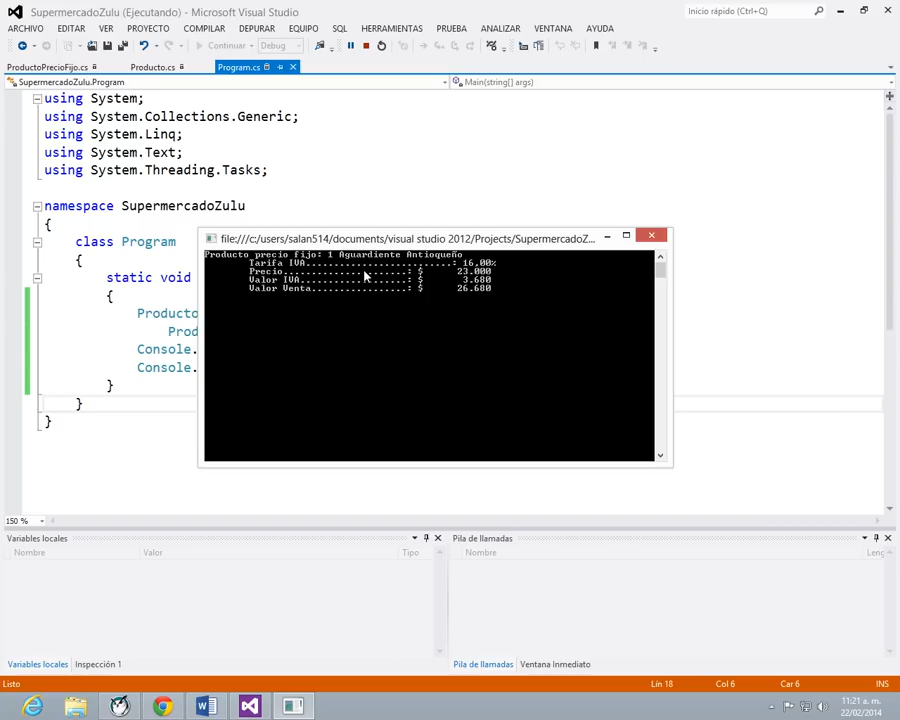 SupermercadoZulu (Ejecutando) - Microsoft Visual Studio
Inicio rápido (Ctrl+Q)
ARCHIVO EDITAR VER PROYECTO COMPILAR DEPURAR EQUIPO SQL HERRAMIENTAS PRUEBA ANALIZAR VENTANA AYUDA
Continuar Debug
ProductoPrecioFijo.cs Producto.cs Program.cs
SupermercadoZulu.Program Main(string[] args)
using System;
using System.Collections.Generic;
using System.Linq;
using System.Text;
using System.Threading.Tasks;
namespace SupermercadoZulu
{
class Program
{
static void
{
Producto
Prod
Console.
Console.
}
}
}
file:///c:/users/salan514/documents/visual studio 2012/Projects/SupermercadoZ...
Producto precio fijo: 1 Aguardiente Antioqueño
Tarifa IVA..........................: 16,00%
Precio......................: $ 23.000
Valor IVA...................: $ 3.680
Valor Venta.................: $ 26.680
150 %
Variables locales
Nombre Valor Tipo
Pila de llamadas
Nombre Leng
Variables locales Inspección 1
Pila de llamadas Ventana Inmediato
Listo Lín 18 Col 6 Car 6 INS
11:21 a. m.
22/02/2014